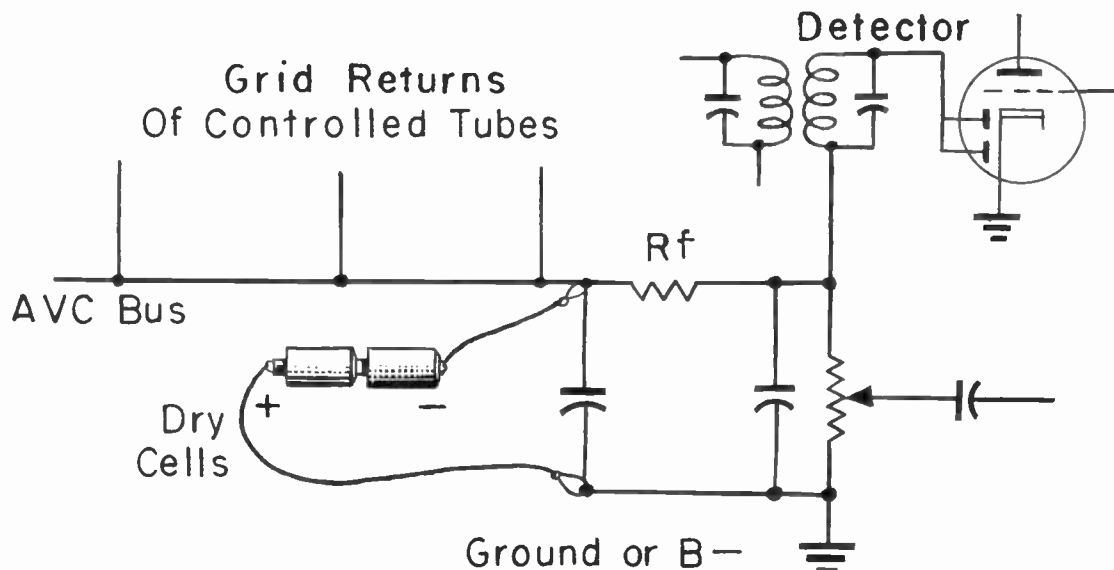 Detector
Grid Returns
Of Controlled Tubes
Rf
AVC Bus
+ −
Dry
Cells
Ground or B−